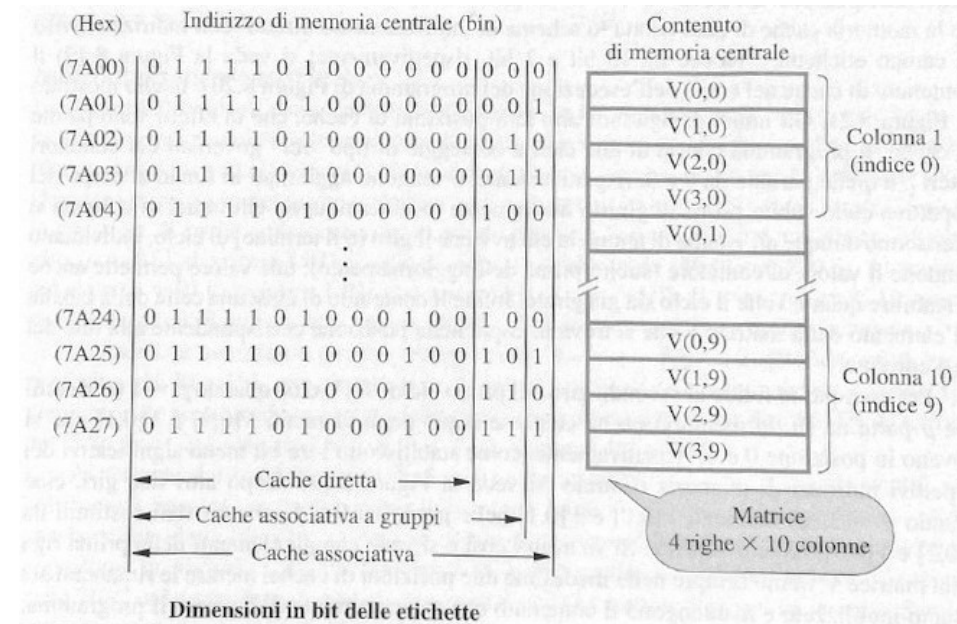 (Hex) Indirizzo di memoria centrale (bin) Contenuto
di memoria centrale
(7A00) 0 1 1 1 1 0 1 0 0 0 0 0 0 0 0 0 V(0,0)
(7A01) 0 1 1 1 1 0 1 0 0 0 0 0 0 0 0 1 V(1,0)
(7A02) 0 1 1 1 1 0 1 0 0 0 0 0 0 0 1 0 V(2,0)
(7A03) 0 1 1 1 1 0 1 0 0 0 0 0 0 0 1 1 V(3,0)
Colonna 1
(indice 0)
(7A04) 0 1 1 1 1 0 1 0 0 0 0 0 0 1 0 0 V(0,1)
(7A24) 0 1 1 1 1 0 1 0 0 0 1 0 0 1 0 0 V(0,9)
(7A25) 0 1 1 1 1 0 1 0 0 0 1 0 0 1 0 1 V(1,9)
(7A26) 0 1 1 1 1 0 1 0 0 0 1 0 0 1 1 0 V(2,9)
(7A27) 0 1 1 1 1 0 1 0 0 0 1 0 0 1 1 1 V(3,9)
Colonna 10
(indice 9)
Cache diretta
Cache associativa a gruppi
Cache associativa
Matrice
4 righe × 10 colonne
Dimensioni in bit delle etichette